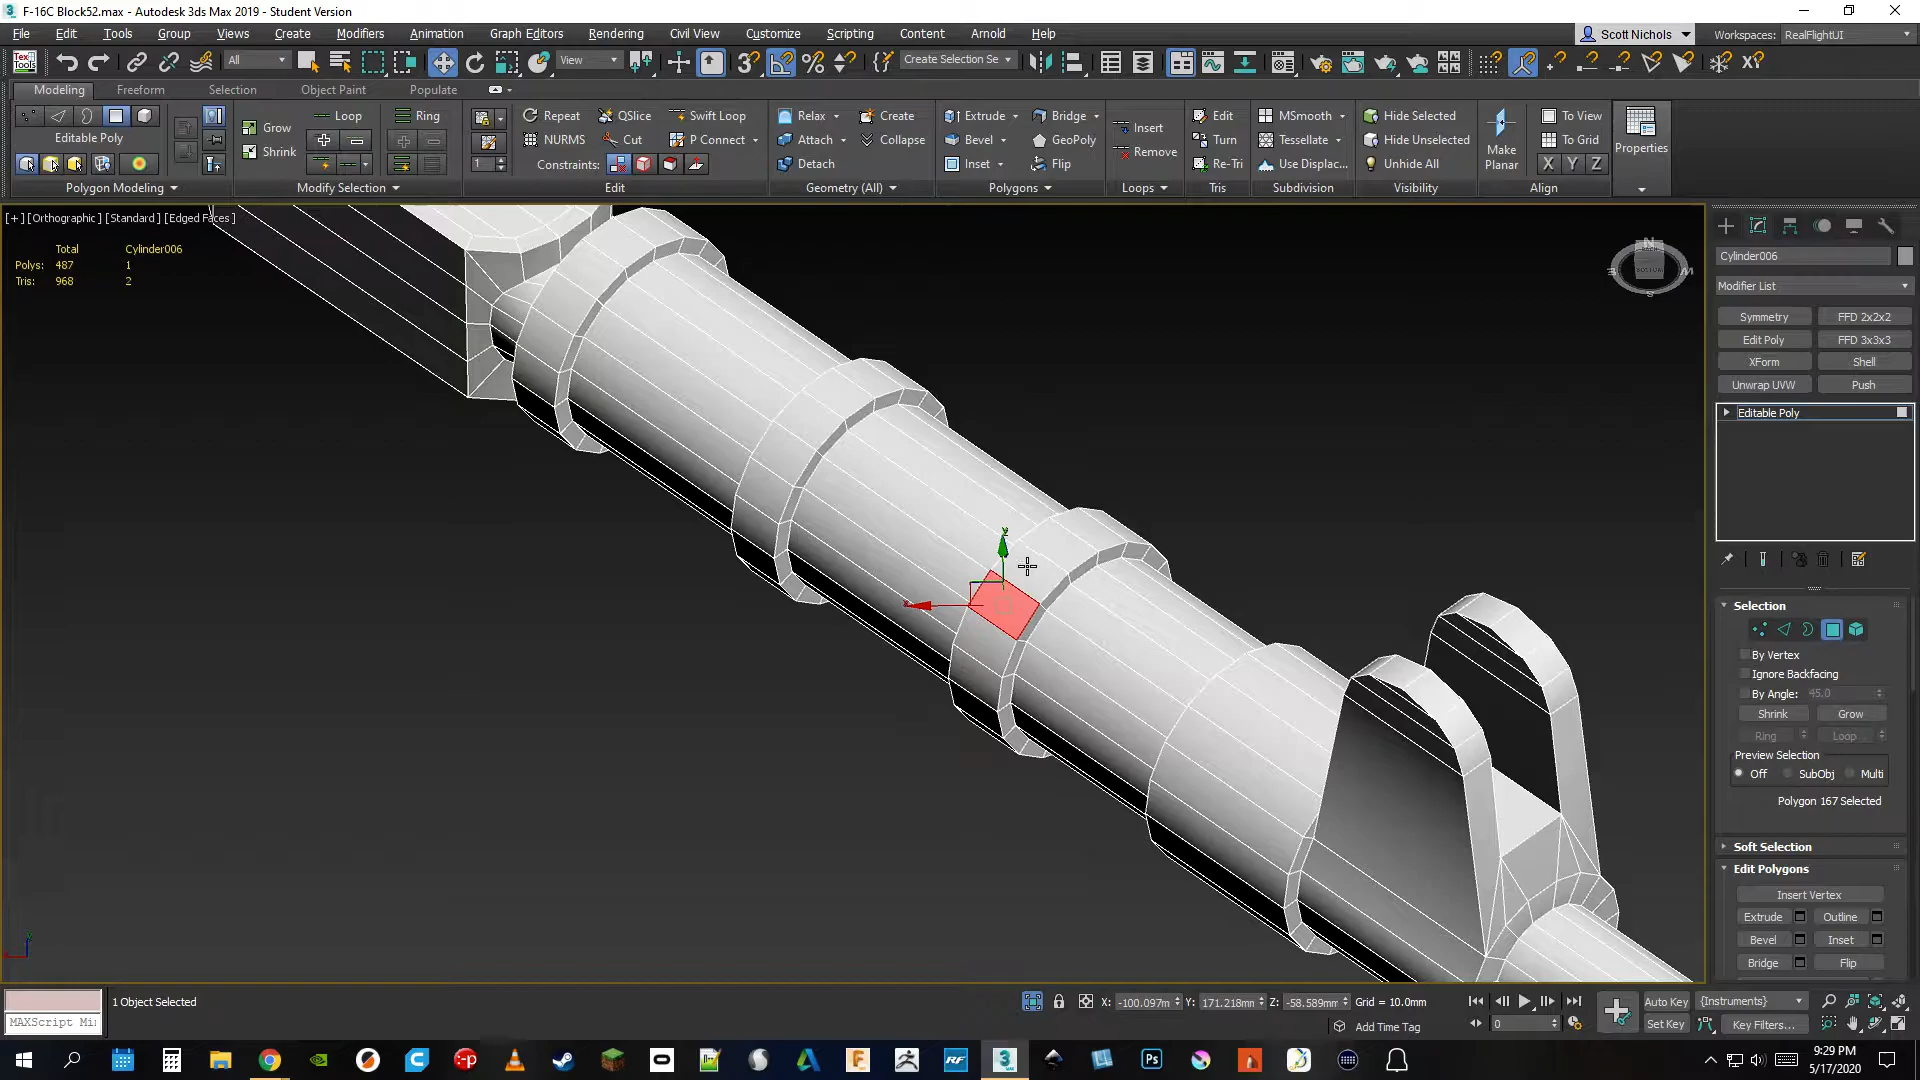 F-16C Block52.max - Autodesk 3ds Max 2019 - Student Version
File Edit Tools Group Views Create Modifiers Animation Graph Editors Rendering Civil View Customize Scripting Content Arnold Help
Scott Nichols Workspaces: RealFlightUI
All View Create Selection Se
Modeling Freeform Selection Object Paint Populate
Loop Ring Repeat QSlice Swift Loop Relax Create Extrude Bridge Edit MSmooth Hide Selected To View
Grow Insert
Editable Poly NURMS Cut P Connect Attach Collapse Bevel GeoPoly Turn Tessellate Hide Unselected To Grid
Shrink Remove Make Planar Properties
1 Constraints: Detach Inset Flip Re-Tri Use Displac... Unhide All X Y Z
Polygon Modeling Modify Selection Edit Geometry (All) Polygons Loops Tris Subdivision Visibility Align
[+] [Orthographic] [Standard] [Edged Faces]
Total Cylinder006
Polys: 487 1
Tris: 968 2
BOTTOM
Cylinder006
Modifier List
Symmetry FFD 2x2x2
Edit Poly FFD 3x3x3
XForm Shell
Unwrap UVW Push
Editable Poly
Selection
By Vertex
Ignore Backfacing
By Angle: 45.0
Shrink Grow
Ring Loop
Preview Selection
Off SubObj Multi
Polygon 167 Selected
Soft Selection
Edit Polygons
Insert Vertex
Extrude Outline
Bevel Inset
Bridge Flip
1 Object Selected X: -100.097m Y: 171.218mm Z: -58.589mm Grid = 10.0mm Auto Key {Instruments}
MAXScript Mi Add Time Tag 0 Set Key Key Filters...
9:29 PM
5/17/2020